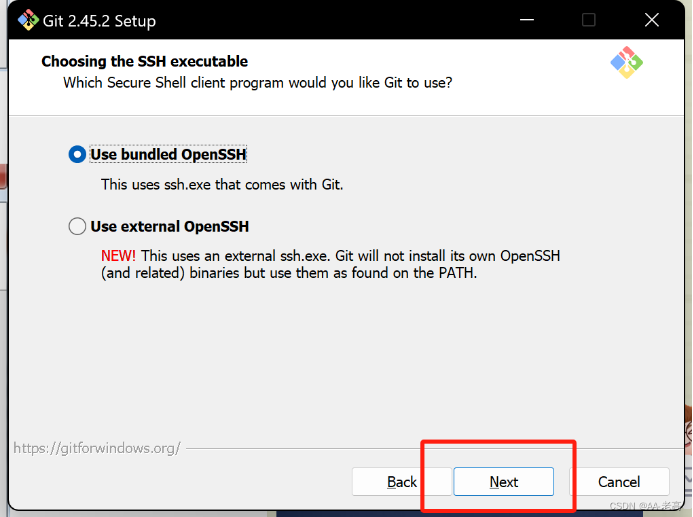 Git 2.45.2 Setup
Choosing the SSH executable
Which Secure Shell client program would you like Git to use?
Use bundled OpenSSH
This uses ssh.exe that comes with Git.
Use external OpenSSH
NEW! This uses an external ssh.exe. Git will not install its own OpenSSH
(and related) binaries but use them as found on the PATH.
https://gitforwindows.org/
Back
Next
Cancel
CSDN @AA.老高